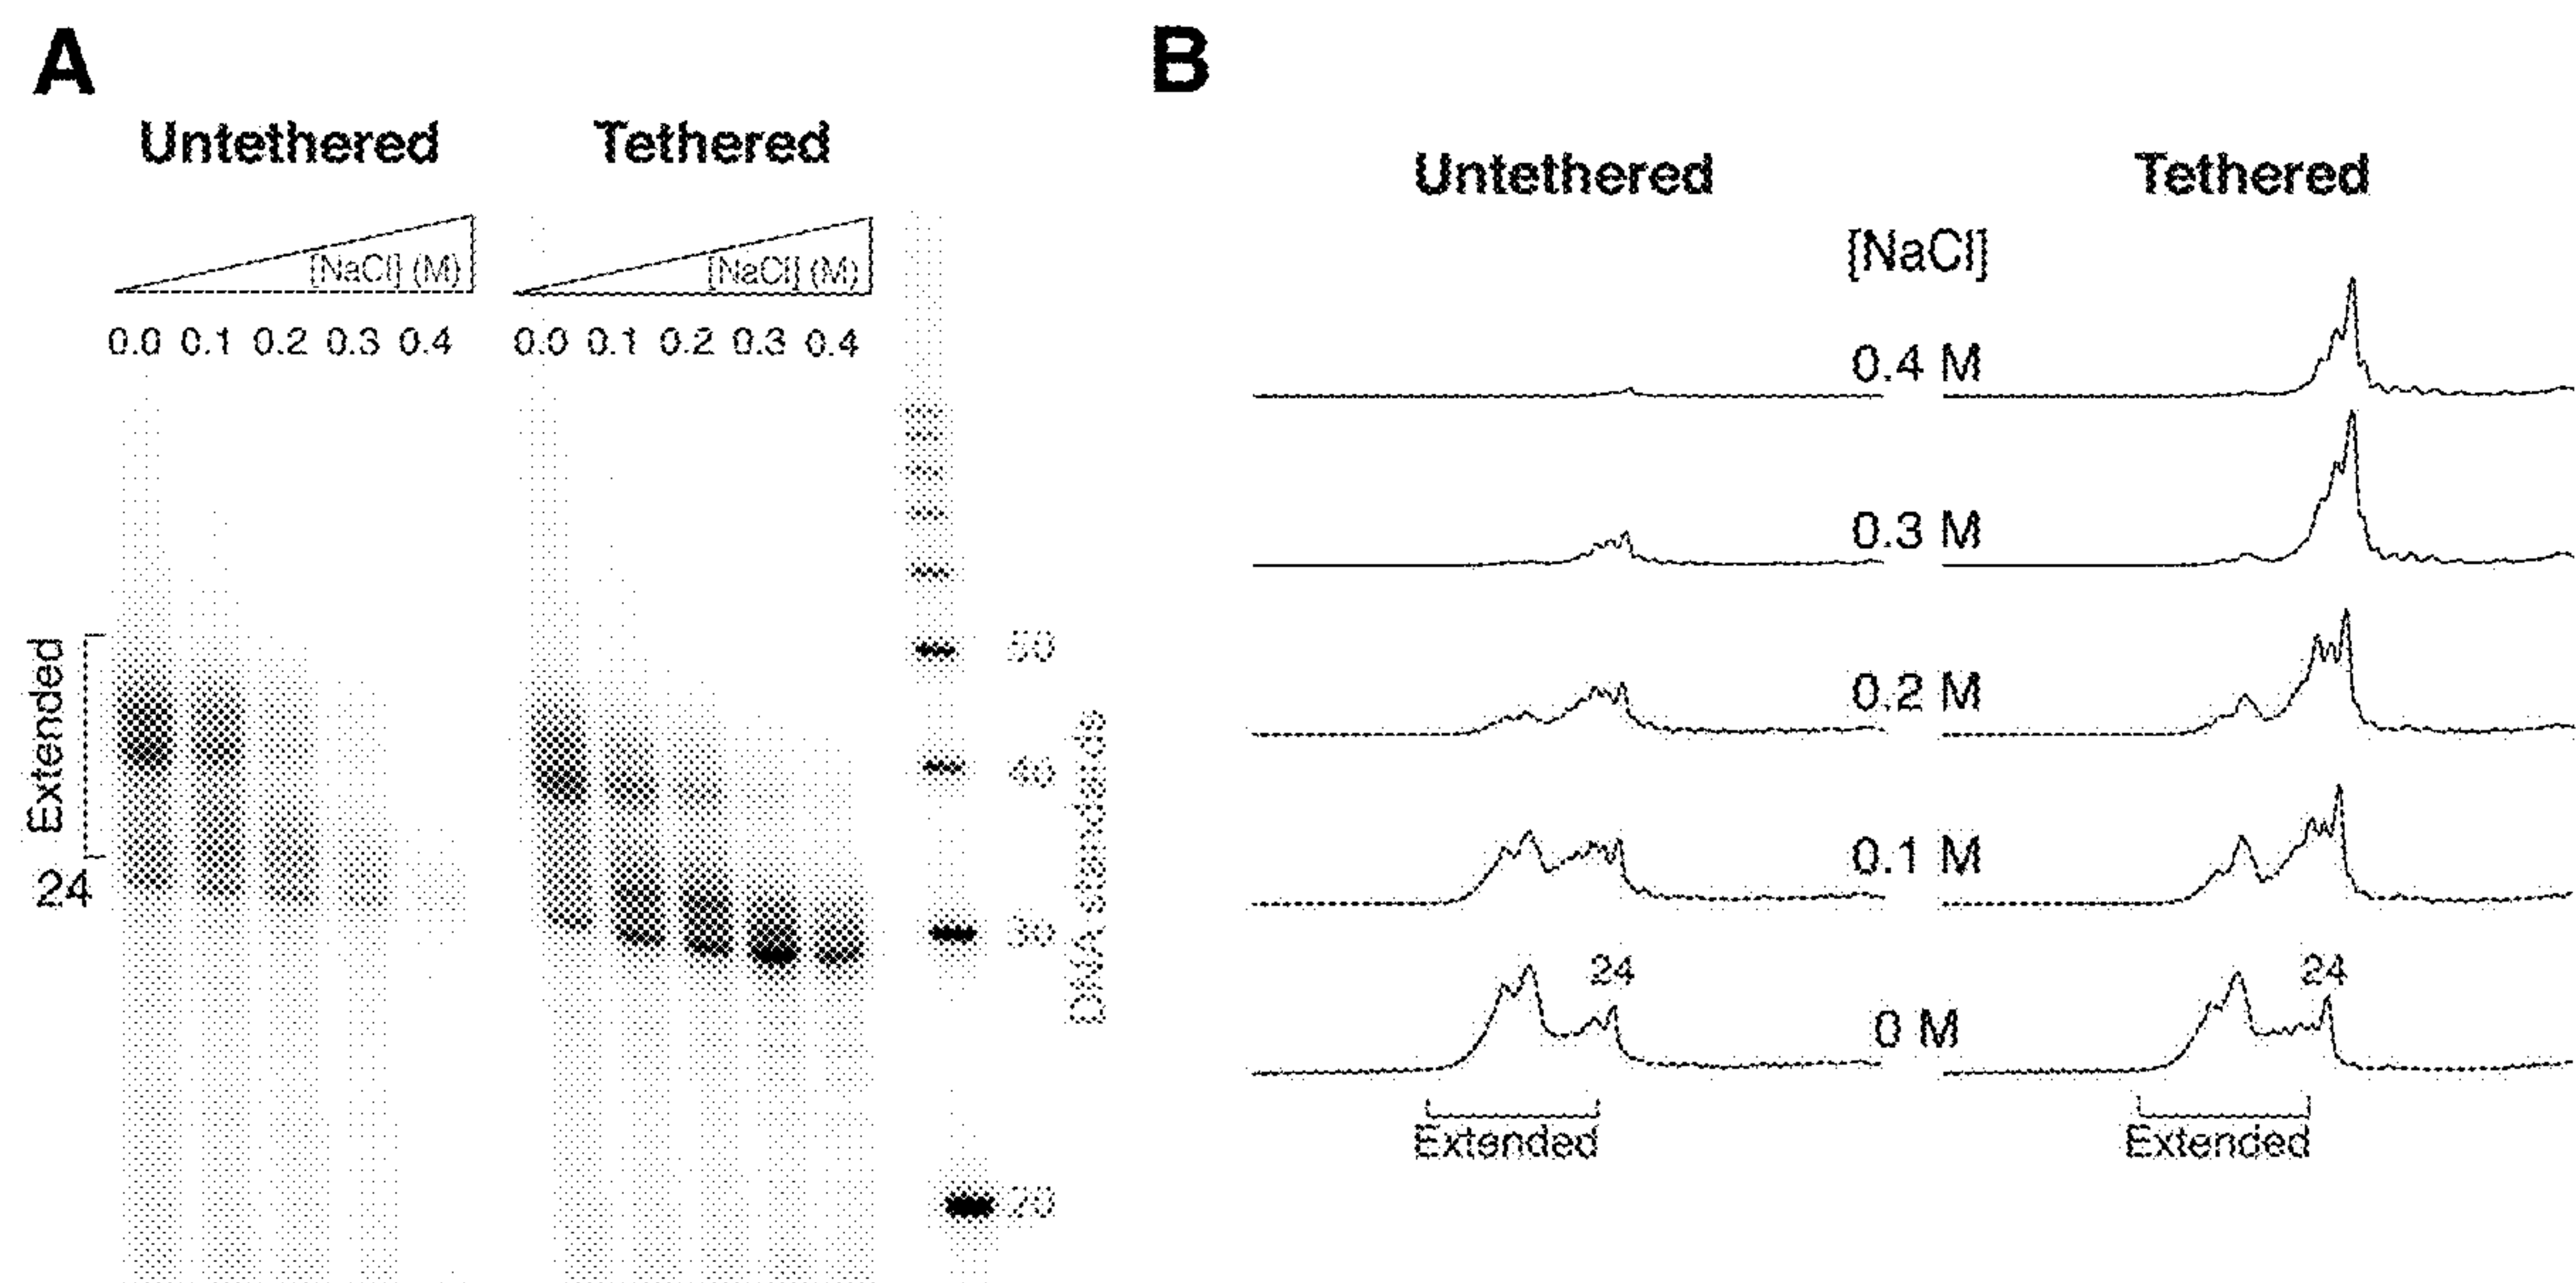 A
Untethered Tethered
[NaCl] (M) [NaCl] (M)
0.0 0.1 0.2 0.3 0.4 0.0 0.1 0.2 0.3 0.4
Extended
24
50
40
30
20
DNA standards
B
Untethered Tethered
[NaCl]
0.4 M
0.3 M
0.2 M
0.1 M
24 24
0 M
Extended Extended